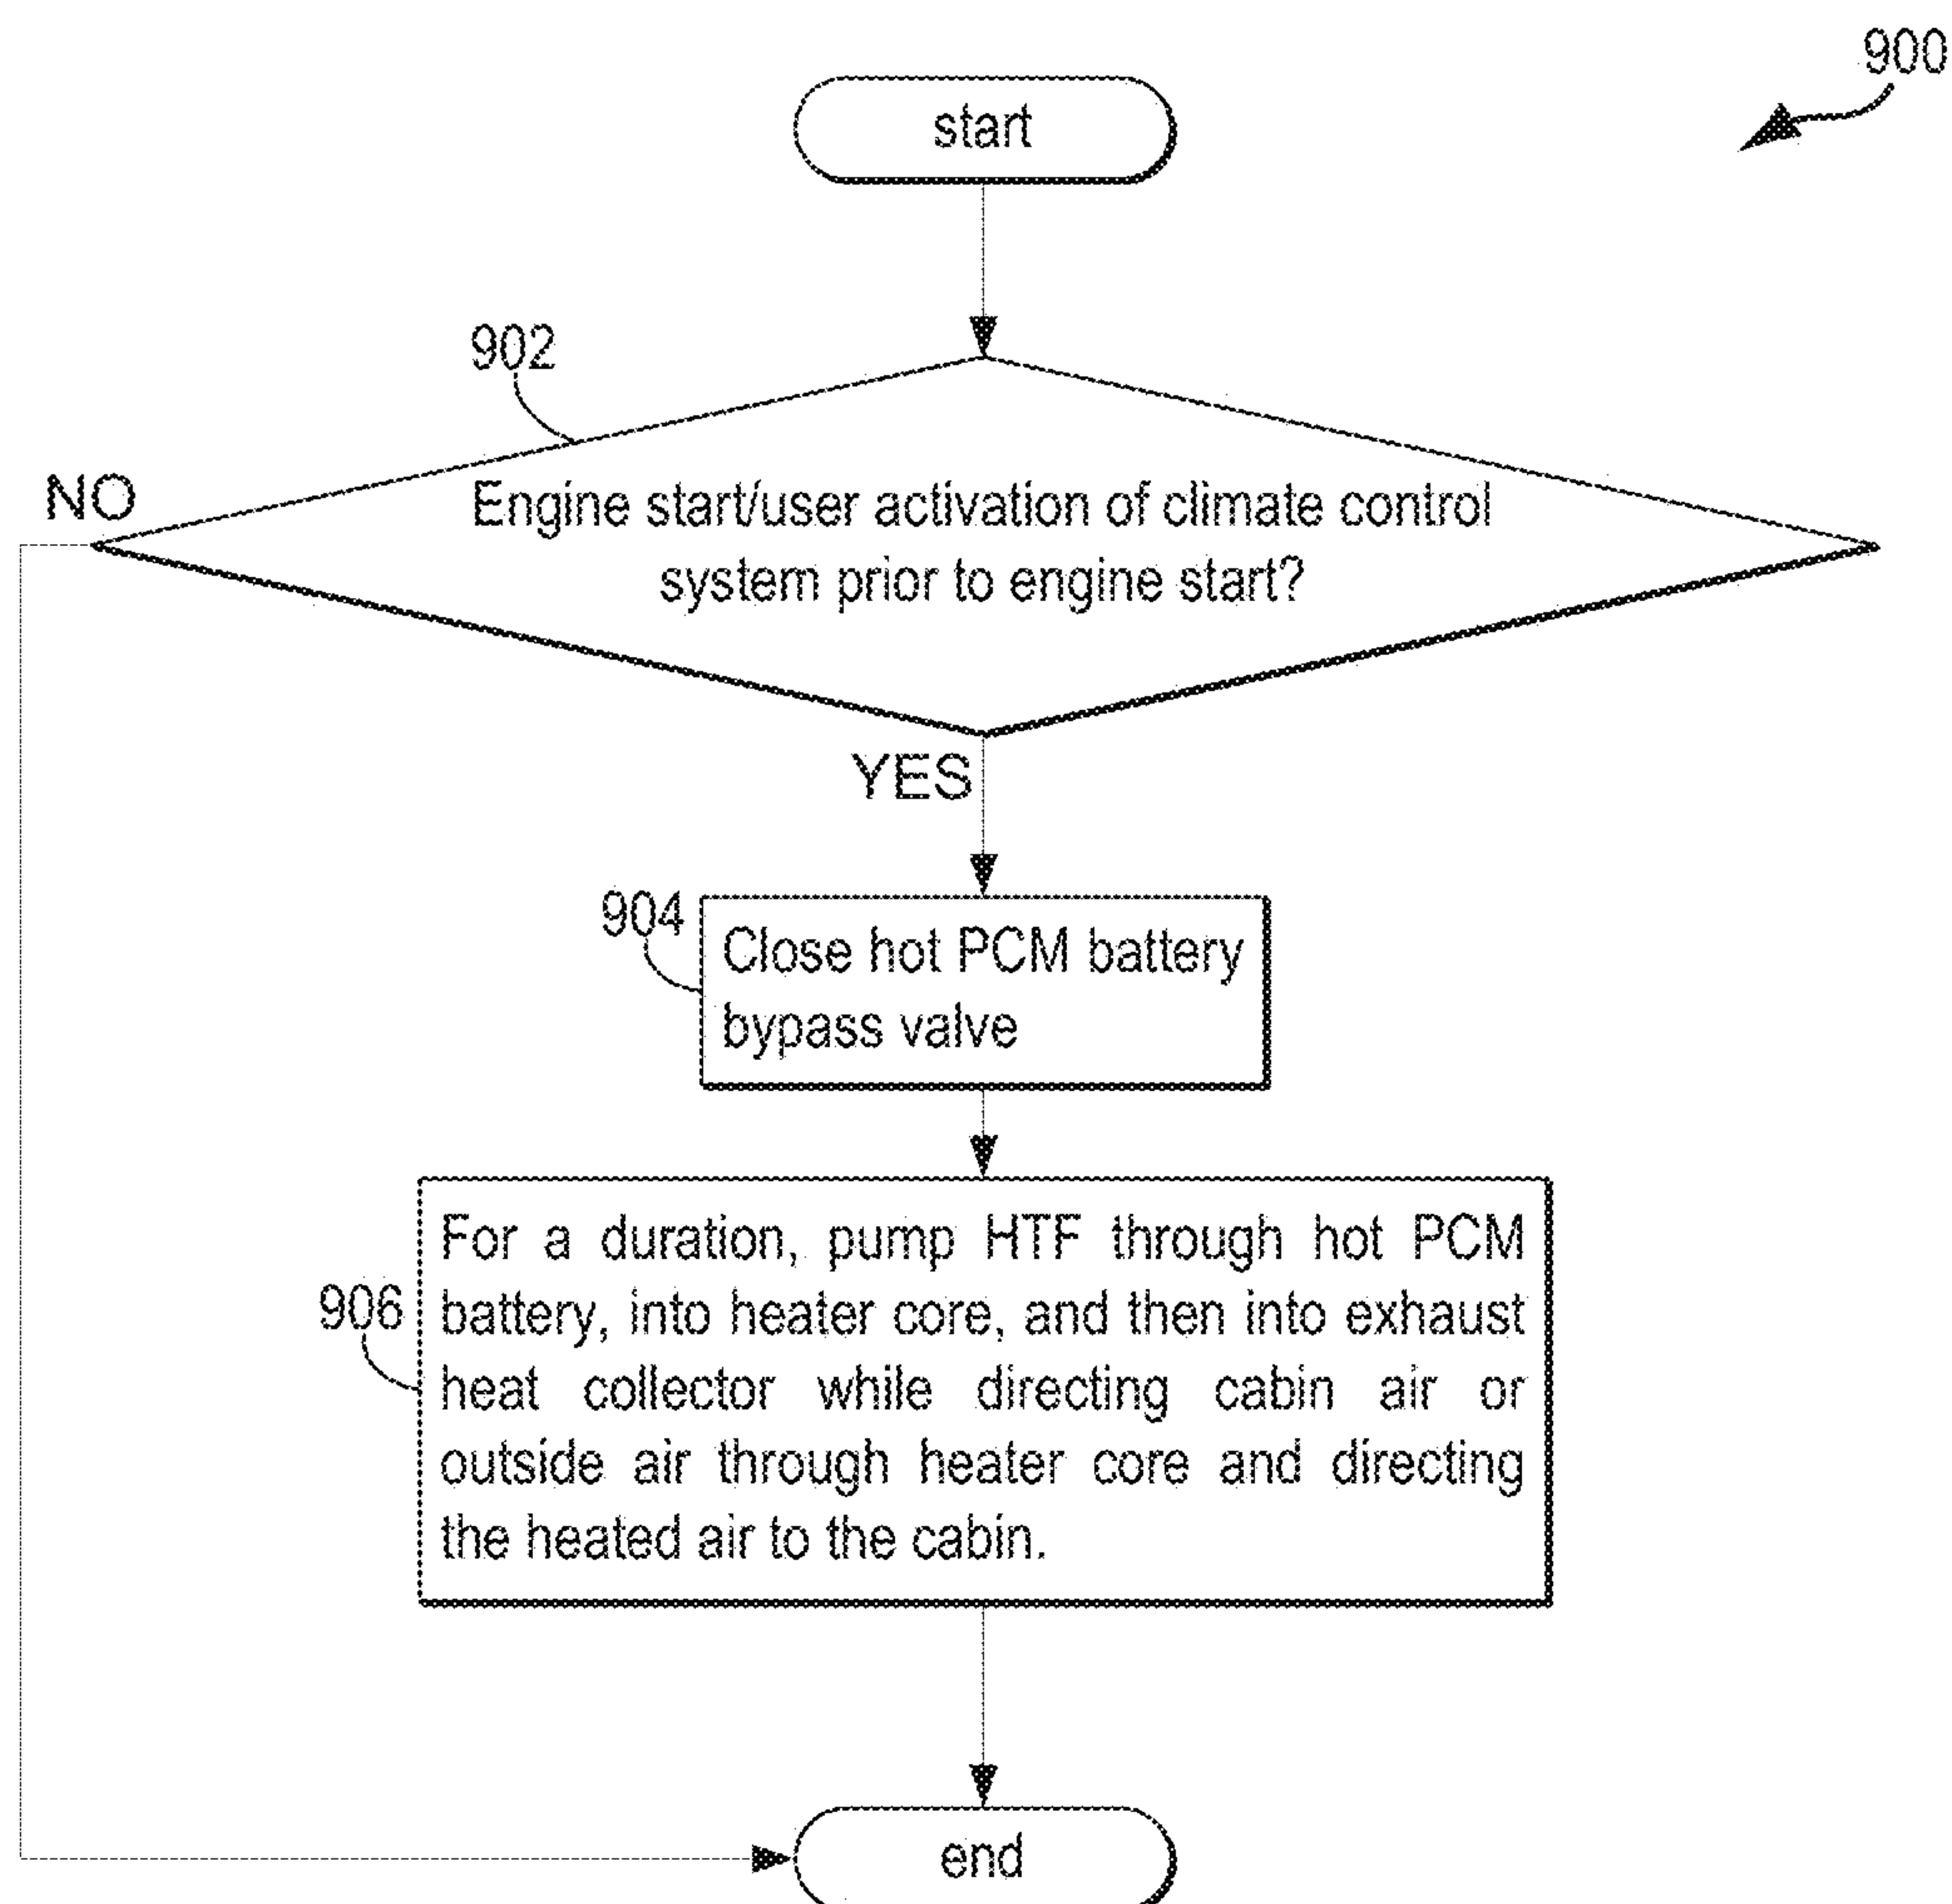 900
start
902
NO
Engine start/user activation of climate control
system prior to engine start?
YES
904
Close hot PCM battery
bypass valve
906
For a duration, pump HTF through hot PCM
battery, into heater core, and then into exhaust
heat collector while directing cabin air or
outside air through heater core and directing
the heated air to the cabin.
end